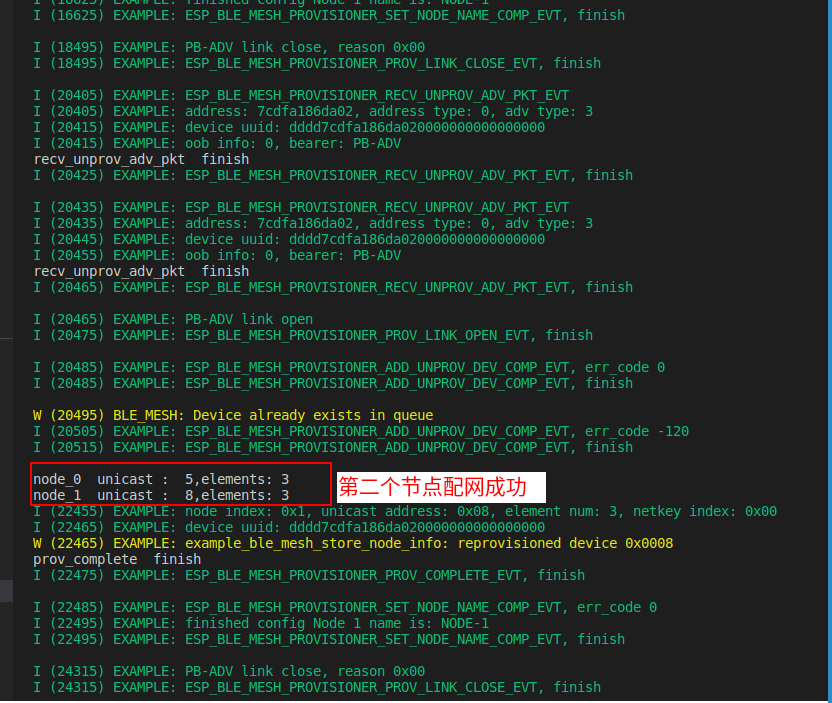 I (16625) EXAMPLE: finished config Node 1 name is: NODE-1
I (16625) EXAMPLE: ESP_BLE_MESH_PROVISIONER_SET_NODE_NAME_COMP_EVT, finish
I (18495) EXAMPLE: PB-ADV link close, reason 0x00
I (18495) EXAMPLE: ESP_BLE_MESH_PROVISIONER_PROV_LINK_CLOSE_EVT, finish
I (20405) EXAMPLE: ESP_BLE_MESH_PROVISIONER_RECV_UNPROV_ADV_PKT_EVT
I (20405) EXAMPLE: address: 7cdfa186da02, address type: 0, adv type: 3
I (20415) EXAMPLE: device uuid: dddd7cdfa186da020000000000000000
I (20415) EXAMPLE: oob info: 0, bearer: PB-ADV
recv_unprov_adv_pkt  finish
I (20425) EXAMPLE: ESP_BLE_MESH_PROVISIONER_RECV_UNPROV_ADV_PKT_EVT, finish
I (20435) EXAMPLE: ESP_BLE_MESH_PROVISIONER_RECV_UNPROV_ADV_PKT_EVT
I (20435) EXAMPLE: address: 7cdfa186da02, address type: 0, adv type: 3
I (20445) EXAMPLE: device uuid: dddd7cdfa186da020000000000000000
I (20455) EXAMPLE: oob info: 0, bearer: PB-ADV
recv_unprov_adv_pkt  finish
I (20465) EXAMPLE: ESP_BLE_MESH_PROVISIONER_RECV_UNPROV_ADV_PKT_EVT, finish
I (20465) EXAMPLE: PB-ADV link open
I (20475) EXAMPLE: ESP_BLE_MESH_PROVISIONER_PROV_LINK_OPEN_EVT, finish
I (20485) EXAMPLE: ESP_BLE_MESH_PROVISIONER_ADD_UNPROV_DEV_COMP_EVT, err_code 0
I (20485) EXAMPLE: ESP_BLE_MESH_PROVISIONER_ADD_UNPROV_DEV_COMP_EVT, finish
W (20495) BLE_MESH: Device already exists in queue
I (20505) EXAMPLE: ESP_BLE_MESH_PROVISIONER_ADD_UNPROV_DEV_COMP_EVT, err_code -120
I (20515) EXAMPLE: ESP_BLE_MESH_PROVISIONER_ADD_UNPROV_DEV_COMP_EVT, finish
node_0  unicast :  5,elements: 3
node_1  unicast :  8,elements: 3
第二个节点配网成功
I (22455) EXAMPLE: node index: 0x1, unicast address: 0x08, element num: 3, netkey index: 0x00
I (22465) EXAMPLE: device uuid: dddd7cdfa186da020000000000000000
W (22465) EXAMPLE: example_ble_mesh_store_node_info: reprovisioned device 0x0008
prov_complete  finish
I (22475) EXAMPLE: ESP_BLE_MESH_PROVISIONER_PROV_COMPLETE_EVT, finish
I (22485) EXAMPLE: ESP_BLE_MESH_PROVISIONER_SET_NODE_NAME_COMP_EVT, err_code 0
I (22495) EXAMPLE: finished config Node 1 name is: NODE-1
I (22495) EXAMPLE: ESP_BLE_MESH_PROVISIONER_SET_NODE_NAME_COMP_EVT, finish
I (24315) EXAMPLE: PB-ADV link close, reason 0x00
I (24315) EXAMPLE: ESP_BLE_MESH_PROVISIONER_PROV_LINK_CLOSE_EVT, finish